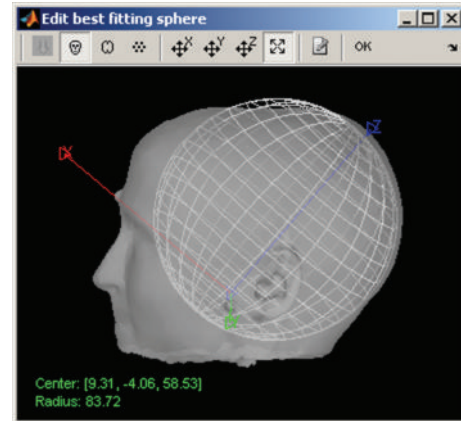 Edit best fitting sphere
X Y Z OK
X
Z
Y
Center: [9.31, -4.06, 58.53]
Radius: 83.72